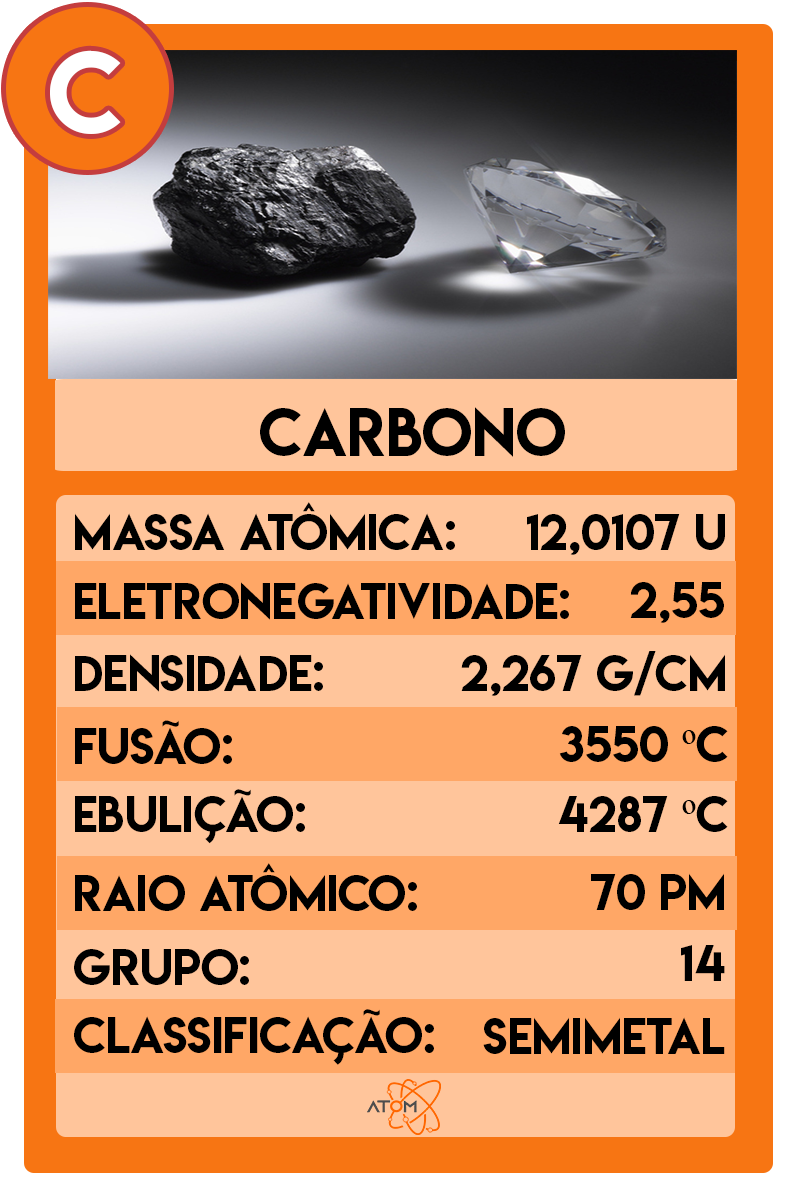 C
CARBONO
MASSA ATÔMICA: 12,0107 U
ELETRONEGATIVIDADE: 2,55
DENSIDADE: 2,267 G/CM
FUSÃO: 3550 ºC
EBULIÇÃO: 4287 ºC
RAIO ATÔMICO: 70 PM
GRUPO: 14
CLASSIFICAÇÃO: SEMIMETAL
ATOM